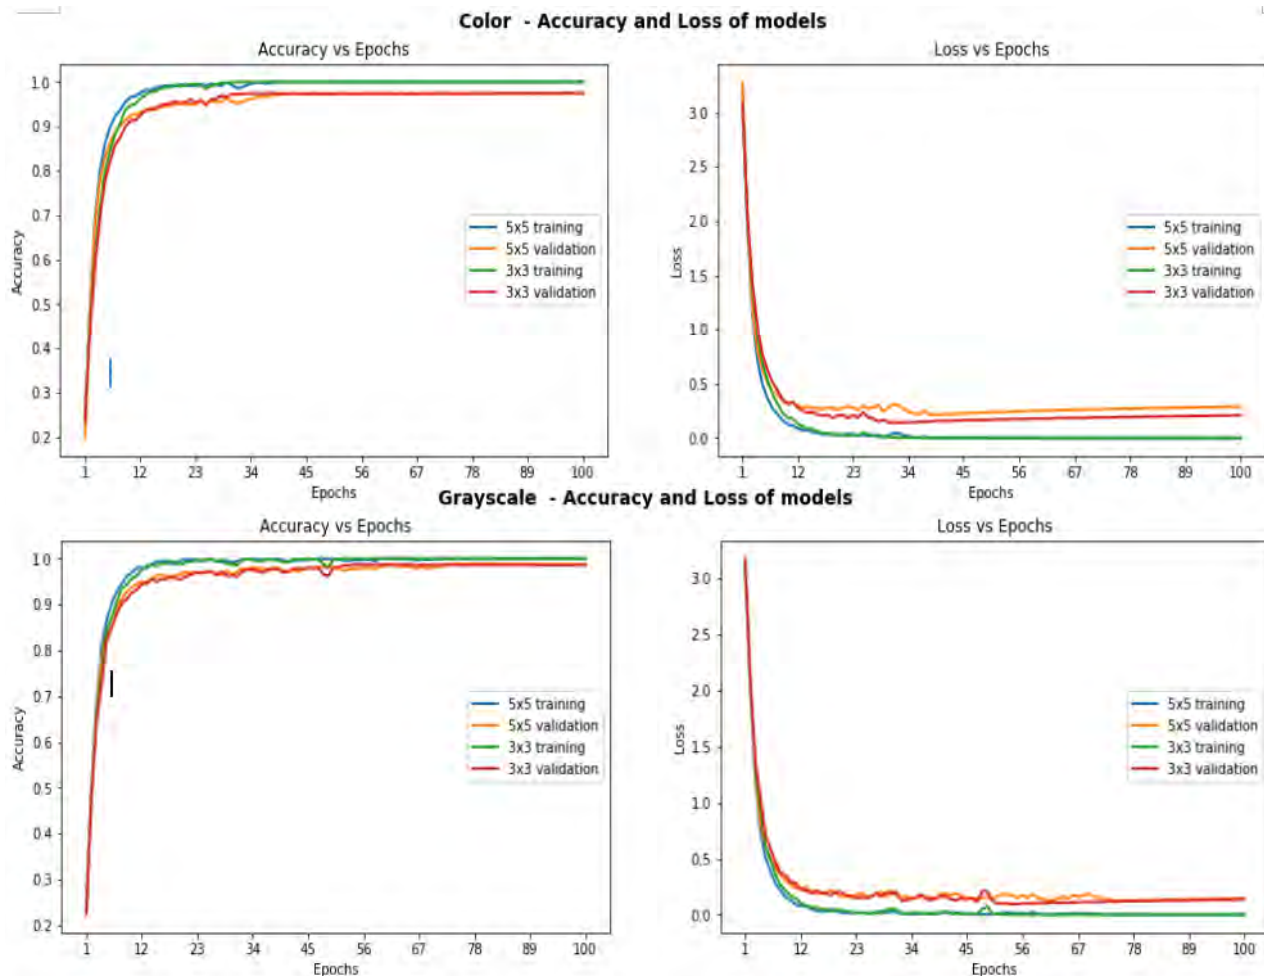 Color - Accuracy and Loss of models
Accuracy vs Epochs
Accuracy
1.0
0.9
0.8
0.7
0.6
0.5
0.4
0.3
0.2
5x5 training
5x5 validation
3x3 training
3x3 validation
1 12 23 34 45 56 67 78 89 100
Epochs
Loss vs Epochs
Loss
3.0
2.5
2.0
1.5
1.0
0.5
0.0
5x5 training
5x5 validation
3x3 training
3x3 validation
1 12 23 34 45 56 67 78 89 100
Epochs
Grayscale - Accuracy and Loss of models
Accuracy vs Epochs
Accuracy
1.0
0.9
0.8
0.7
0.6
0.5
0.4
0.3
0.2
5x5 training
5x5 validation
3x3 training
3x3 validation
1 12 23 34 45 56 67 78 89 100
Epochs
Loss vs Epochs
Loss
3.0
2.5
2.0
1.5
1.0
0.5
0.0
5x5 training
5x5 validation
3x3 training
3x3 validation
1 12 23 34 45 56 67 78 89 100
Epochs